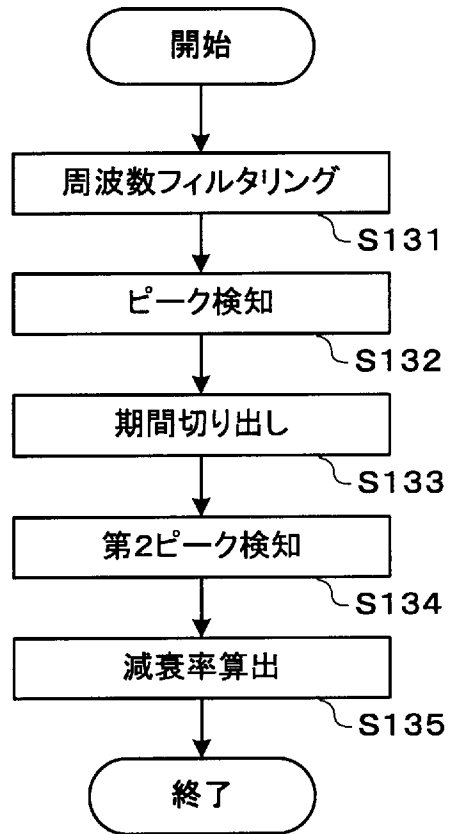 開始
周波数フィルタリング
S131
ピーク検知
S132
期間切り出し
S133
第2ピーク検知
S134
減衰率算出
S135
終了